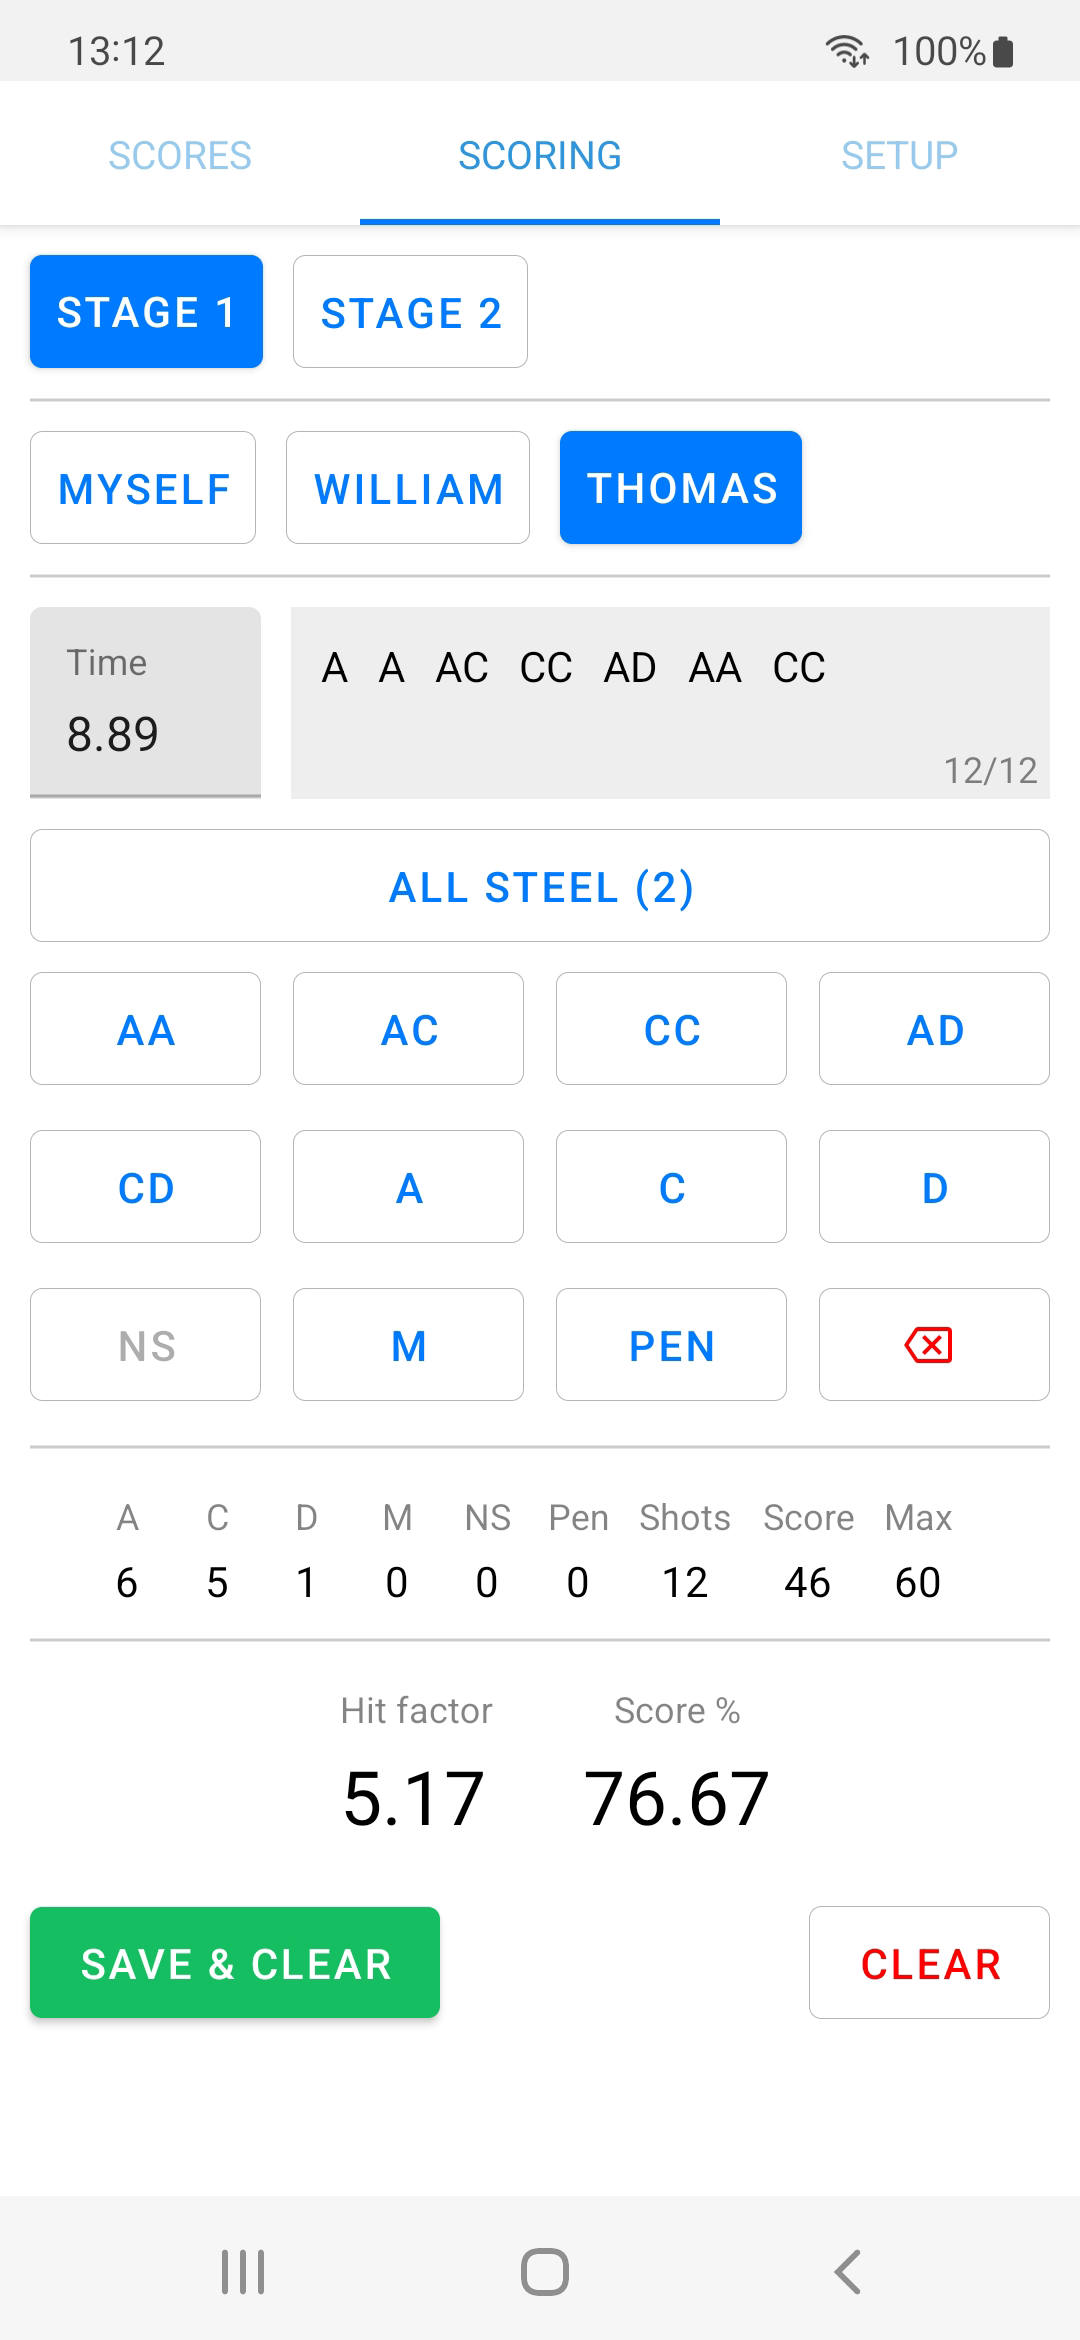 13:12 100%
SCORES SCORING SETUP
STAGE 1 STAGE 2
MYSELF WILLIAM THOMAS
Time
8.89
A A AC CC AD AA CC
12/12
ALL STEEL (2)
AA AC CC AD
CD A C D
NS M PEN
A C D M NS Pen Shots Score Max
6 5 1 0 0 0 12 46 60
Hit factor Score %
5.17 76.67
SAVE & CLEAR CLEAR